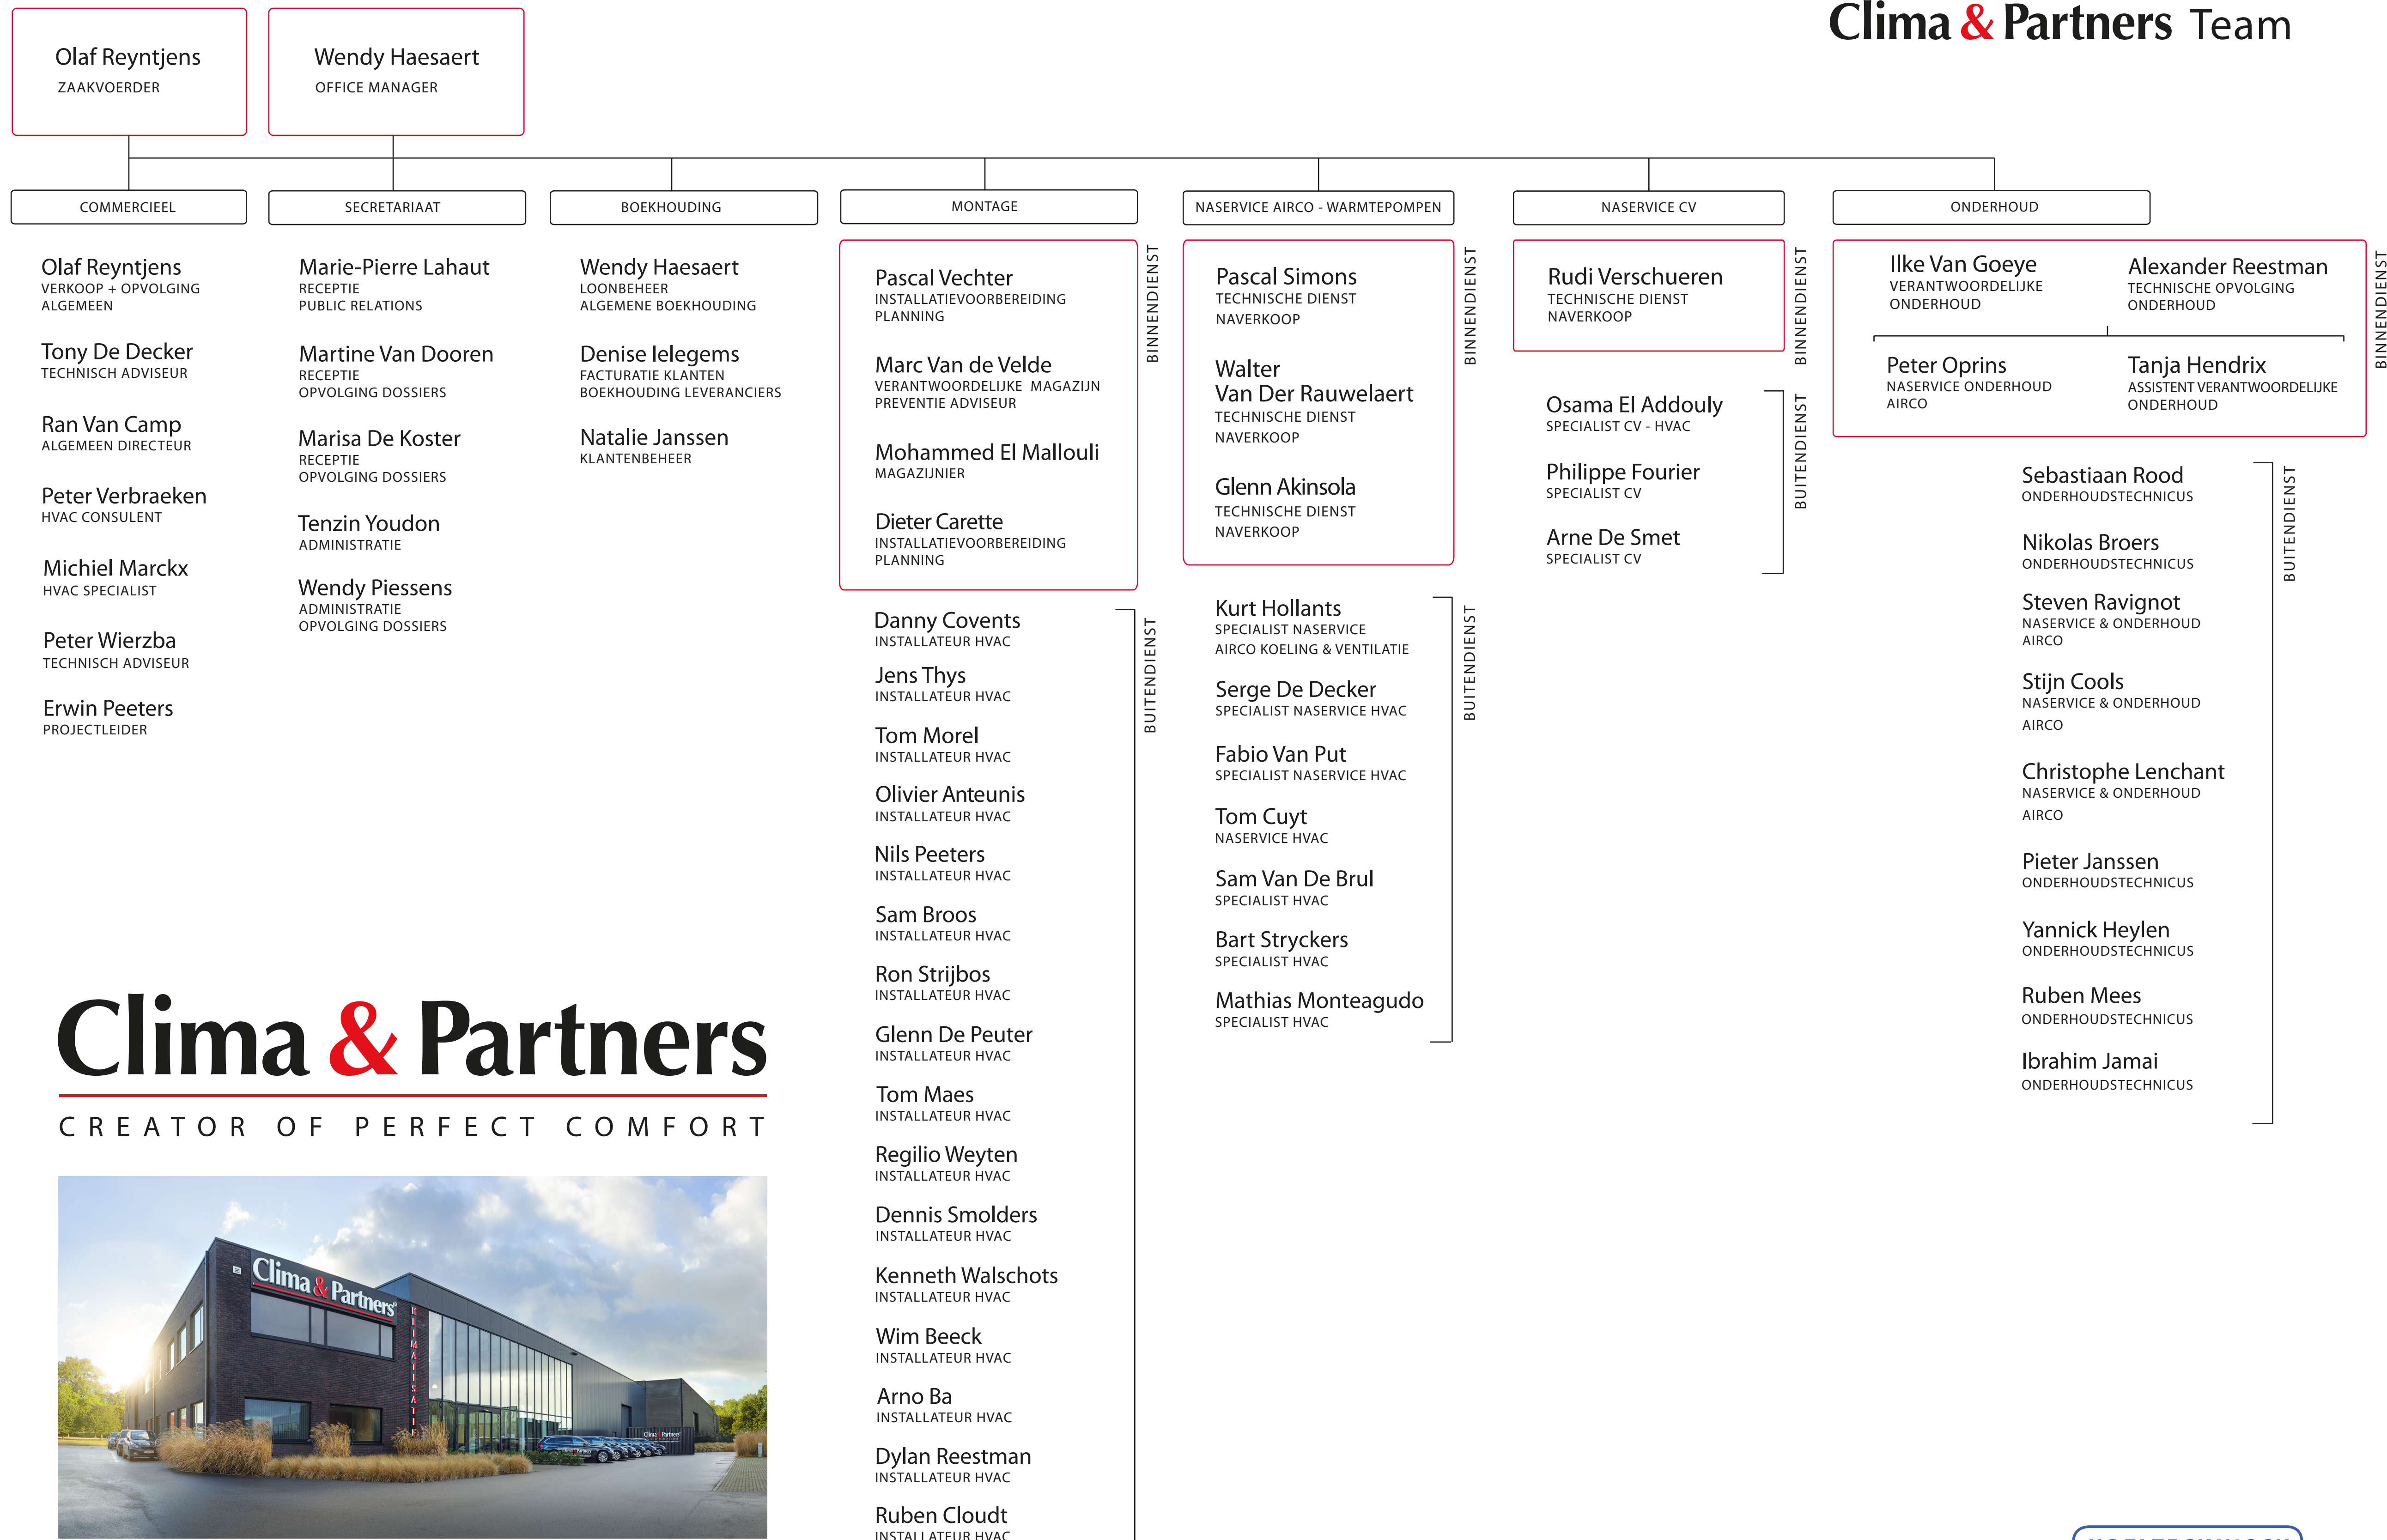 Clima & Partners Team
Olaf Reyntjens
ZAAKVOERDER
Wendy Haesaert
OFFICE MANAGER
COMMERCIEEL
Olaf Reyntjens
VERKOOP + OPVOLGING
ALGEMEEN
Tony De Decker
TECHNISCH ADVISEUR
Ran Van Camp
ALGEMEEN DIRECTEUR
Peter Verbraeken
HVAC CONSULENT
Michiel Marckx
HVAC SPECIALIST
Peter Wierzba
TECHNISCH ADVISEUR
Erwin Peeters
PROJECTLEIDER
SECRETARIAAT
Marie-Pierre Lahaut
RECEPTIE
PUBLIC RELATIONS
Martine Van Dooren
RECEPTIE
OPVOLGING DOSSIERS
Marisa De Koster
RECEPTIE
OPVOLGING DOSSIERS
Tenzin Youdon
ADMINISTRATIE
Wendy Piessens
ADMINISTRATIE
OPVOLGING DOSSIERS
BOEKHOUDING
Wendy Haesaert
LOONBEHEER
ALGEMENE BOEKHOUDING
Denise Ielegems
FACTURATIE KLANTEN
BOEKHOUDING LEVERANCIERS
Natalie Janssen
KLANTENBEHEER
MONTAGE
BINNENDIENST
Pascal Vechter
INSTALLATIEVOORBEREIDING
PLANNING
Marc Van de Velde
VERANTWOORDELIJKE MAGAZIJN
PREVENTIE ADVISEUR
Mohammed El Mallouli
MAGAZIJNIER
Dieter Carette
INSTALLATIEVOORBEREIDING
PLANNING
BUITENDIENST
Danny Covents
INSTALLATEUR HVAC
Jens Thys
INSTALLATEUR HVAC
Tom Morel
INSTALLATEUR HVAC
Olivier Anteunis
INSTALLATEUR HVAC
Nils Peeters
INSTALLATEUR HVAC
Sam Broos
INSTALLATEUR HVAC
Ron Strijbos
INSTALLATEUR HVAC
Glenn De Peuter
INSTALLATEUR HVAC
Tom Maes
INSTALLATEUR HVAC
Regilio Weyten
INSTALLATEUR HVAC
Dennis Smolders
INSTALLATEUR HVAC
Kenneth Walschots
INSTALLATEUR HVAC
Wim Beeck
INSTALLATEUR HVAC
Arno Ba
INSTALLATEUR HVAC
Dylan Reestman
INSTALLATEUR HVAC
Ruben Cloudt
INSTALLATEUR HVAC
NASERVICE AIRCO - WARMTEPOMPEN
BINNENDIENST
Pascal Simons
TECHNISCHE DIENST
NAVERKOOP
Walter
Van Der Rauwelaert
TECHNISCHE DIENST
NAVERKOOP
Glenn Akinsola
TECHNISCHE DIENST
NAVERKOOP
BUITENDIENST
Kurt Hollants
SPECIALIST NASERVICE
AIRCO KOELING & VENTILATIE
Serge De Decker
SPECIALIST NASERVICE HVAC
Fabio Van Put
SPECIALIST NASERVICE HVAC
Tom Cuyt
NASERVICE HVAC
Sam Van De Brul
SPECIALIST HVAC
Bart Stryckers
SPECIALIST HVAC
Mathias Monteagudo
SPECIALIST HVAC
NASERVICE CV
BINNENDIENST
Rudi Verschueren
TECHNISCHE DIENST
NAVERKOOP
BUITENDIENST
Osama El Addouly
SPECIALIST CV - HVAC
Philippe Fourier
SPECIALIST CV
Arne De Smet
SPECIALIST CV
ONDERHOUD
BINNENDIENST
Ilke Van Goeye
VERANTWOORDELIJKE
ONDERHOUD
Alexander Reestman
TECHNISCHE OPVOLGING
ONDERHOUD
Peter Oprins
NASERVICE ONDERHOUD
AIRCO
Tanja Hendrix
ASSISTENT VERANTWOORDELIJKE
ONDERHOUD
BUITENDIENST
Sebastiaan Rood
ONDERHOUDSTECHNICUS
Nikolas Broers
ONDERHOUDSTECHNICUS
Steven Ravignot
NASERVICE & ONDERHOUD
AIRCO
Stijn Cools
NASERVICE & ONDERHOUD
AIRCO
Christophe Lenchant
NASERVICE & ONDERHOUD
AIRCO
Pieter Janssen
ONDERHOUDSTECHNICUS
Yannick Heylen
ONDERHOUDSTECHNICUS
Ruben Mees
ONDERHOUDSTECHNICUS
Ibrahim Jamai
ONDERHOUDSTECHNICUS
Clima & Partners
CREATOR OF PERFECT COMFORT
Clima & Partners
KLIMATISATIE
Clima & Partners